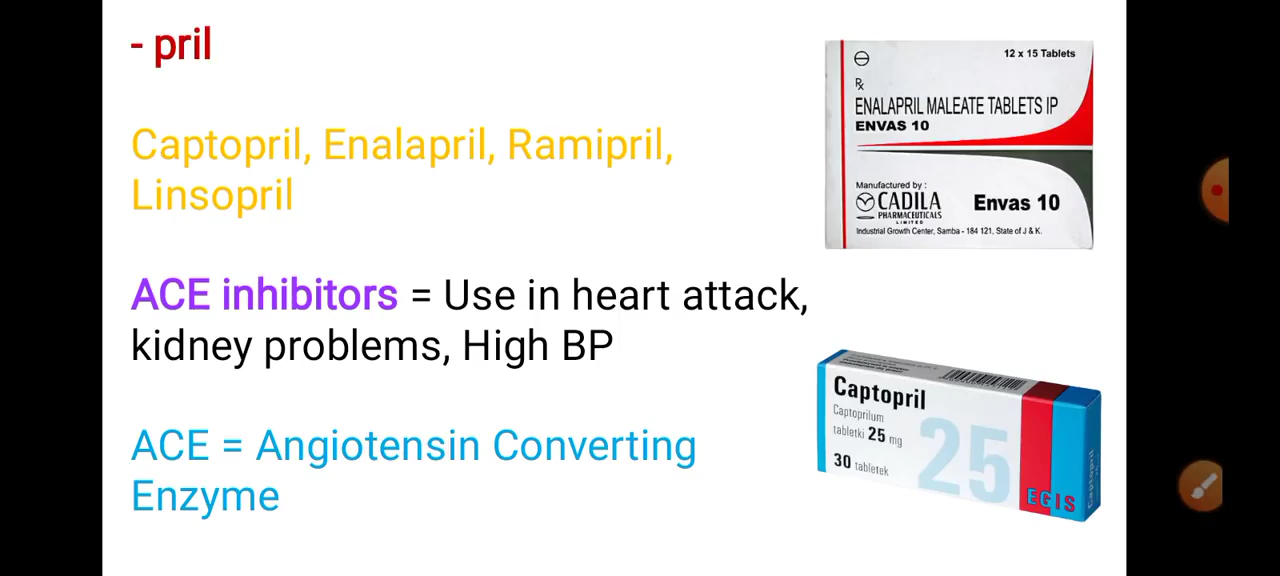 - pril
Captopril, Enalapril, Ramipril,
Linsopril
ACE inhibitors = Use in heart attack,
kidney problems, High BP
ACE = Angiotensin Converting
Enzyme
12 x 15 Tablets
Rx
ENALAPRIL MALEATE TABLETS IP
ENVAS 10
Manufactured by :
CADILA
PHARMACEUTICALS
LIMITED
Envas 10
Industrial Growth Center, Samba - 184 121, State of J & K.
Captopril
Captoprilum
tabletki 25 mg
30 tabletek
25
EGIS
Captopril